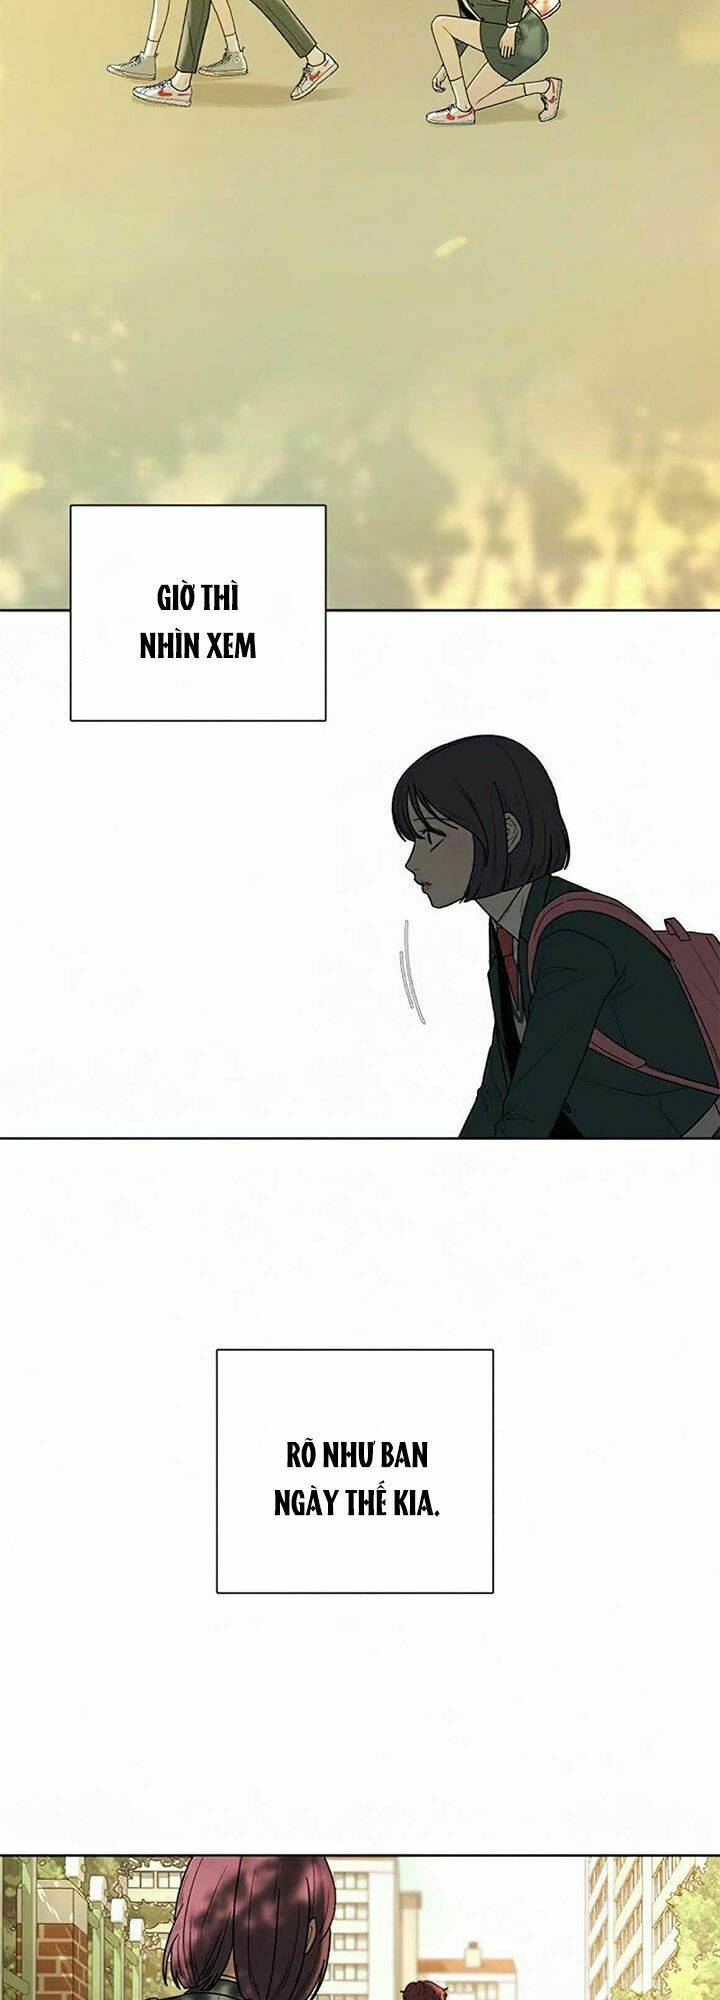 GIỜ THÌ
NHÌN XEM
RÕ NHƯ BAN
NGÀY THẾ KIA.